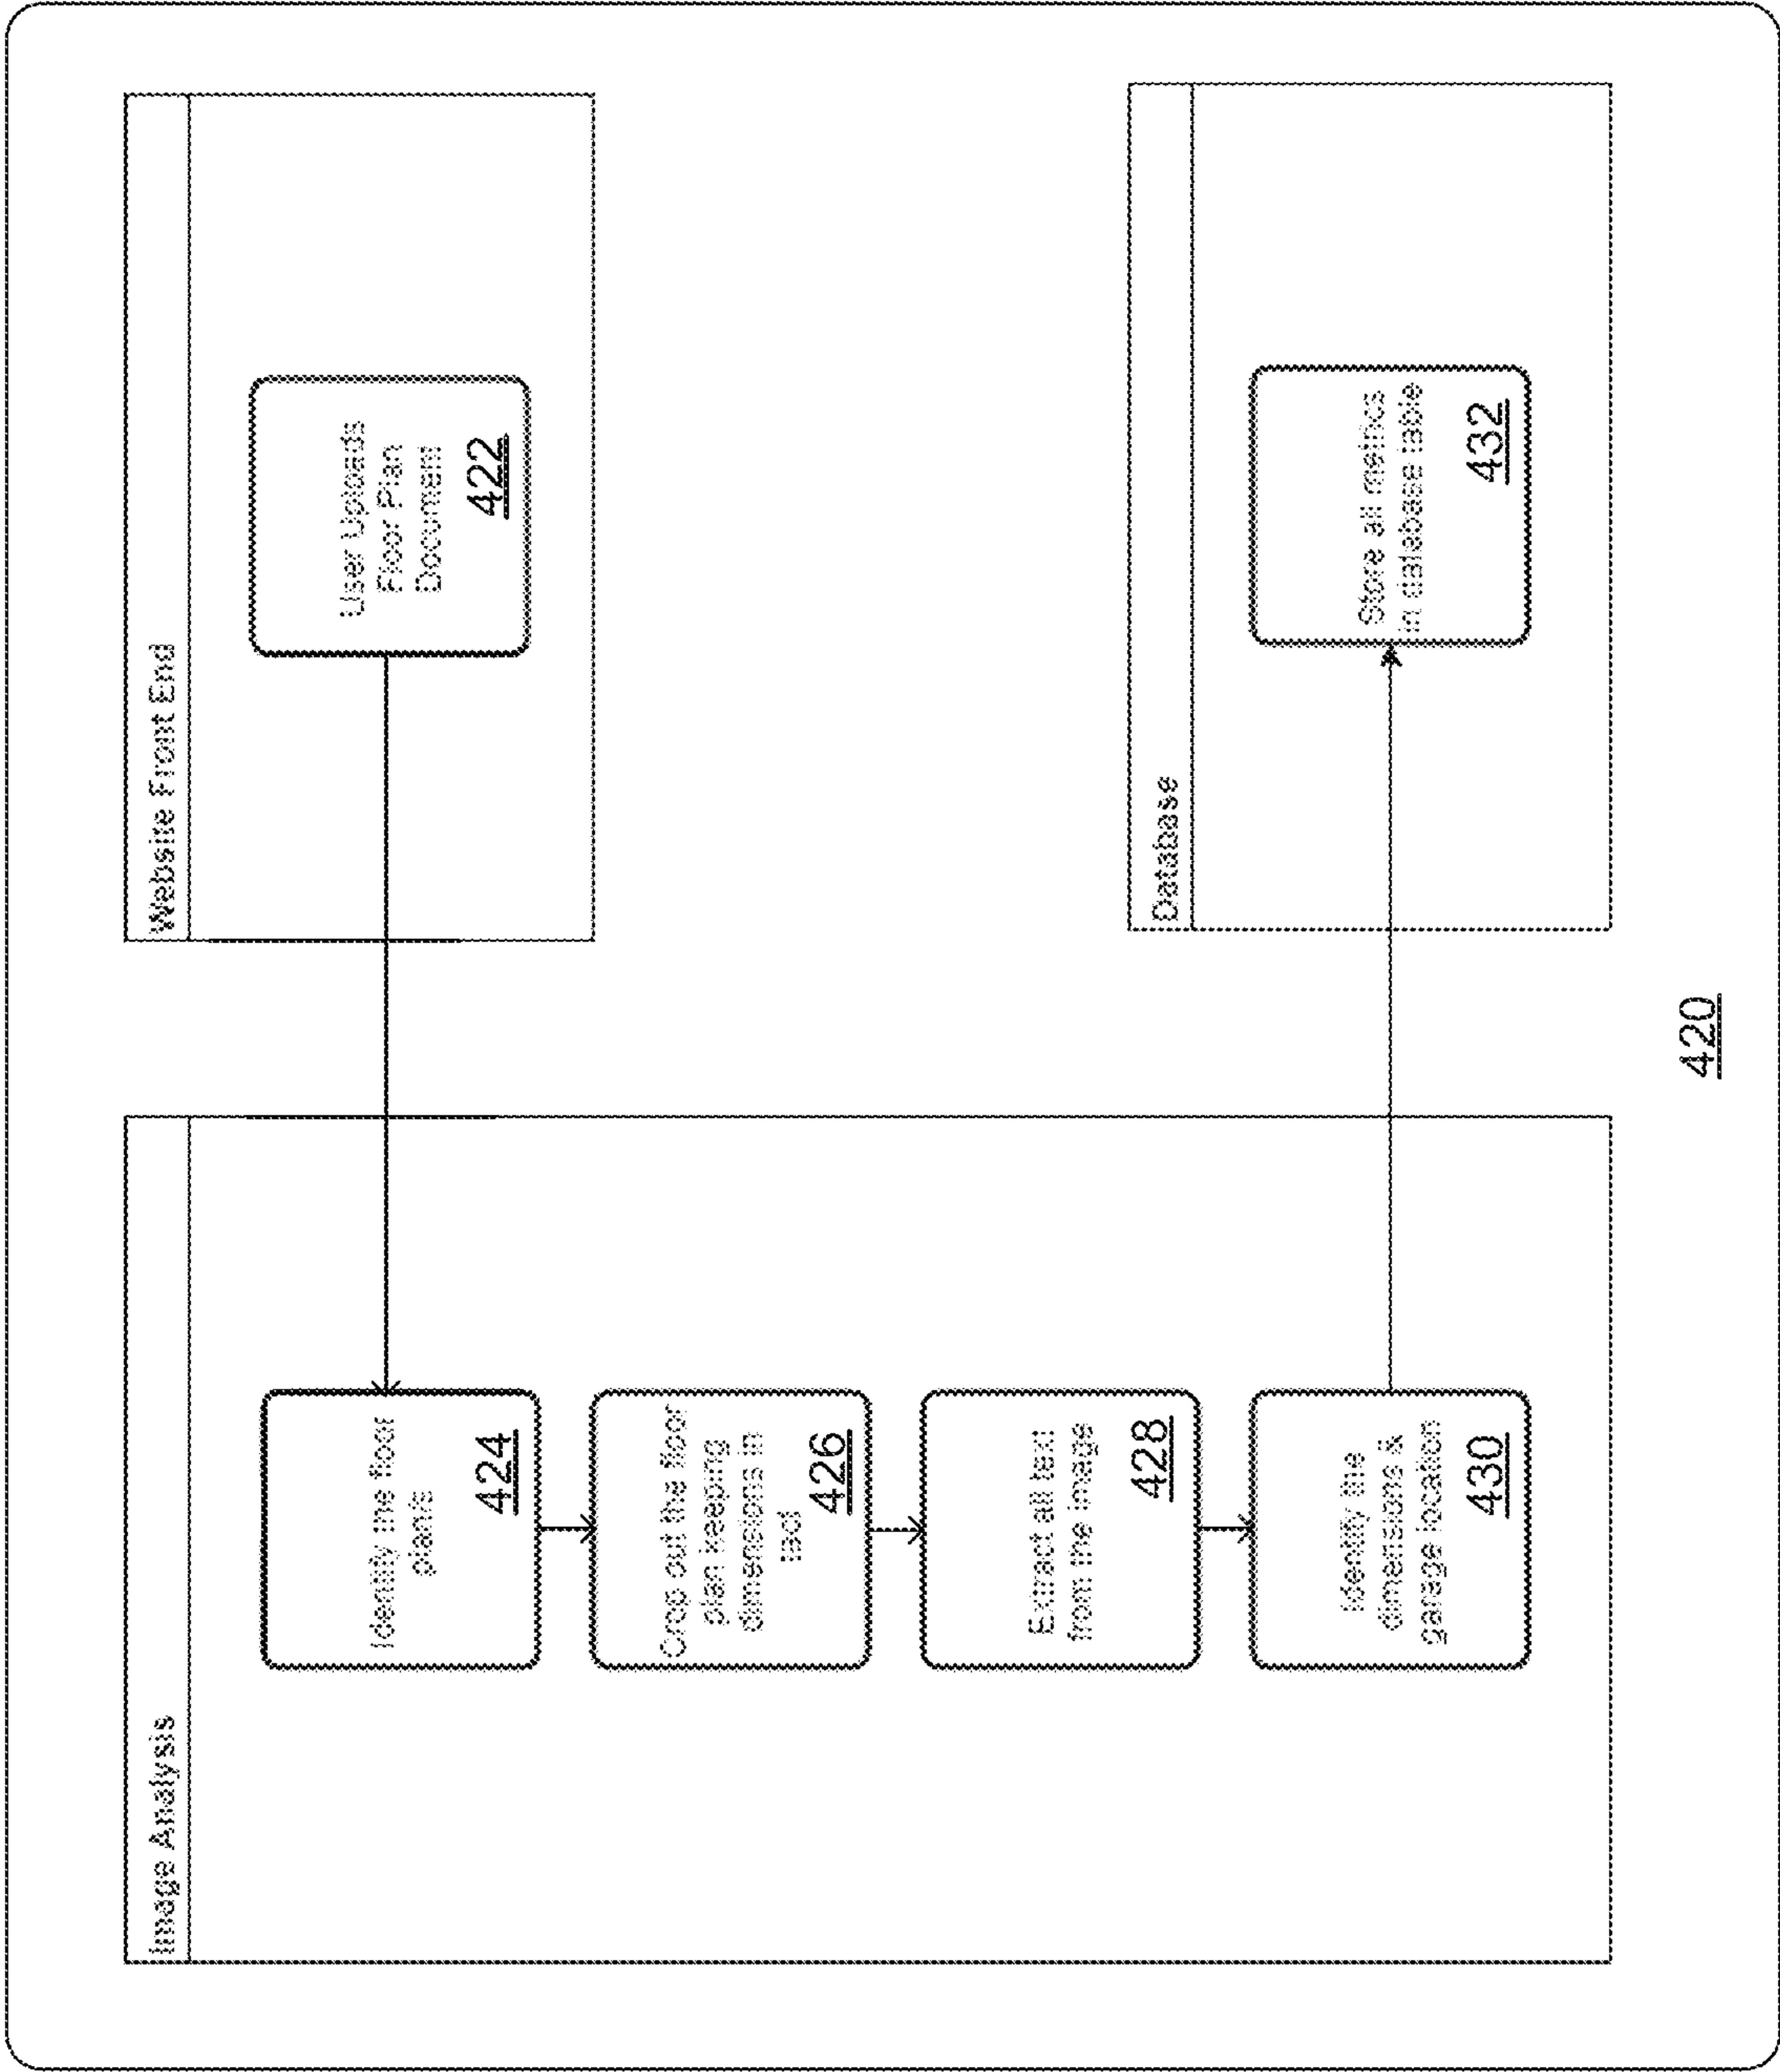 Image Analysis
Identify the floor
plan/s
424
Crop out the floor
plan keeping
dimensions in
tact
426
Extract all text
from the image
428
Identify the
dimensions &
garage location
430
Website Front End
User Uploads
Floor Plan
Document
422
Database
Store all metrics
in database table
432
420